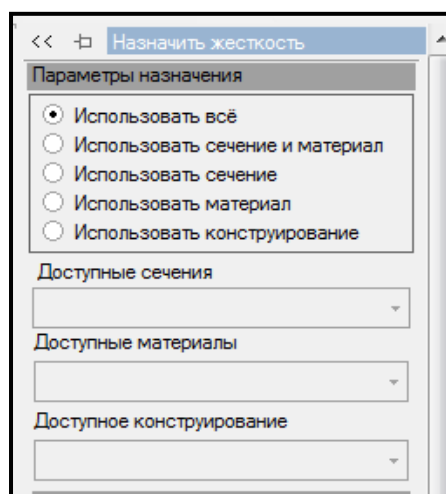 << Назначить жесткость
Параметры назначения
Использовать всё
Использовать сечение и материал
Использовать сечение
Использовать материал
Использовать конструирование
Доступные сечения
Доступные материалы
Доступное конструирование